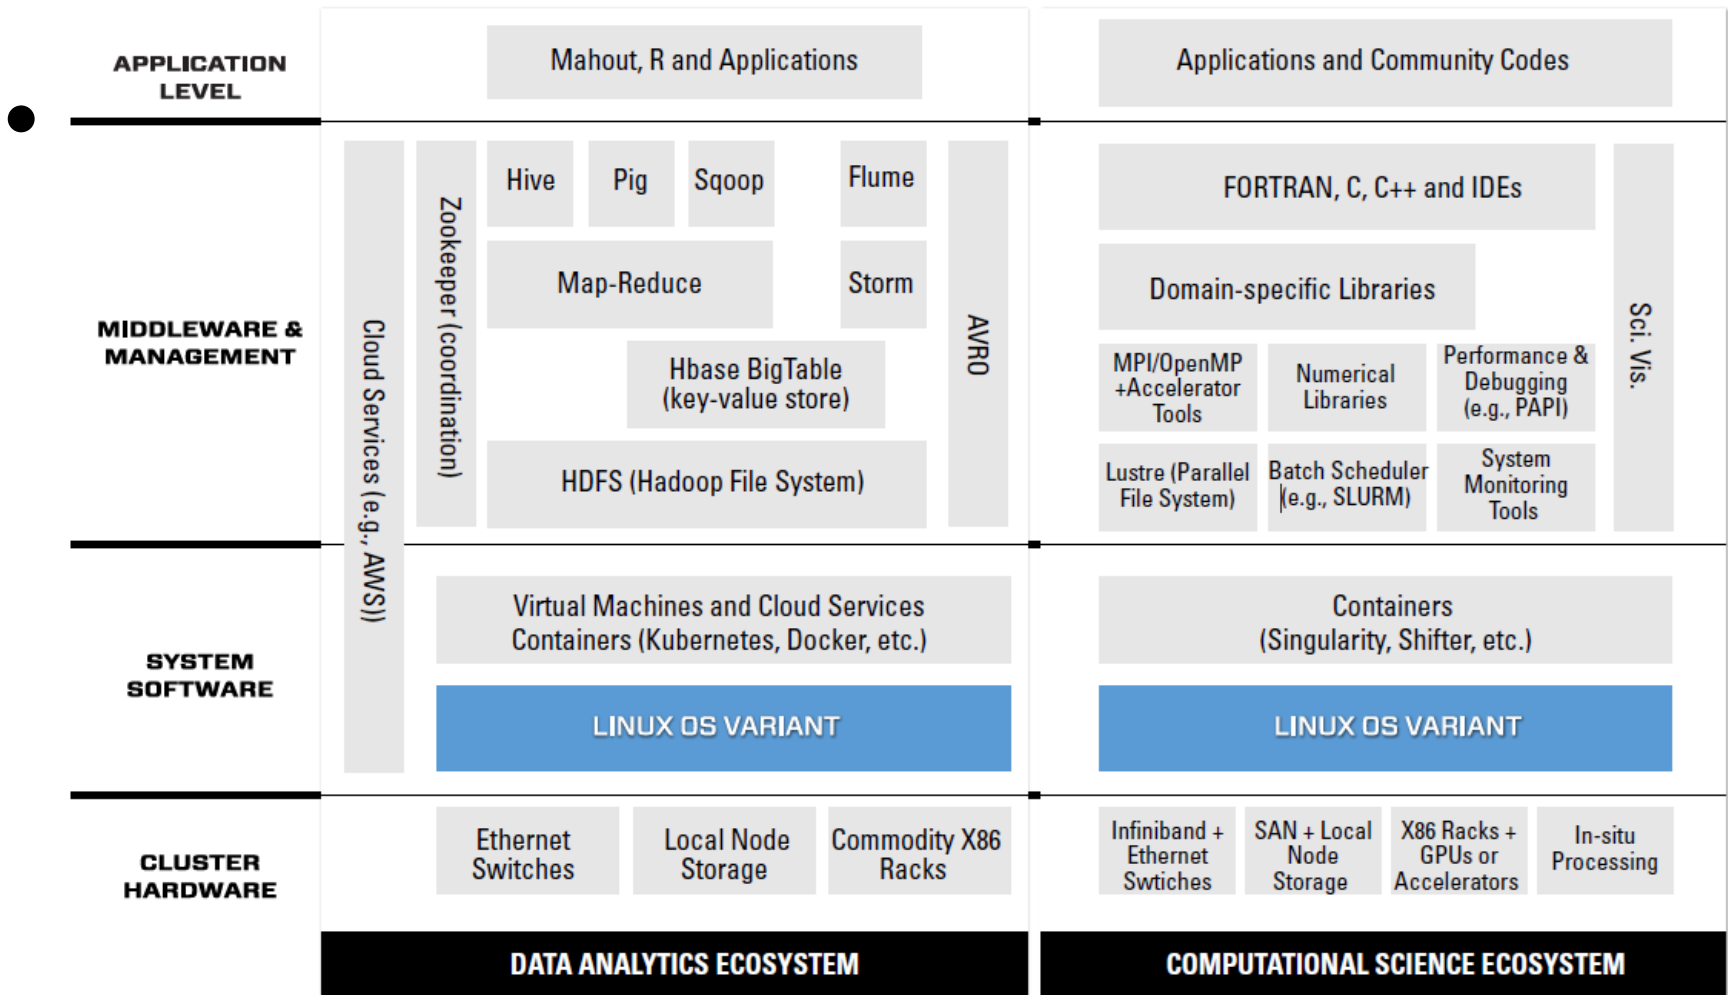 APPLICATION
LEVEL
Mahout, R and Applications
Applications and Community Codes
MIDDLEWARE &
MANAGEMENT
Cloud Services (e.g., AWS))
Zookeeper (coordination)
Hive
Pig
Sqoop
Flume
Map-Reduce
Storm
Hbase BigTable
(key-value store)
HDFS (Hadoop File System)
AVRO
FORTRAN, C, C++ and IDEs
Domain-specific Libraries
MPI/OpenMP
+Accelerator
Tools
Numerical
Libraries
Performance &
Debugging
(e.g., PAPI)
Lustre (Parallel
File System)
Batch Scheduler
(e.g., SLURM)
System
Monitoring
Tools
Sci. Vis.
SYSTEM
SOFTWARE
Virtual Machines and Cloud Services
Containers (Kubernetes, Docker, etc.)
LINUX OS VARIANT
Containers
(Singularity, Shifter, etc.)
LINUX OS VARIANT
CLUSTER
HARDWARE
Ethernet
Switches
Local Node
Storage
Commodity X86
Racks
Infiniband +
Ethernet
Swtiches
SAN + Local
Node
Storage
X86 Racks +
GPUs or
Accelerators
In-situ
Processing
DATA ANALYTICS ECOSYSTEM
COMPUTATIONAL SCIENCE ECOSYSTEM